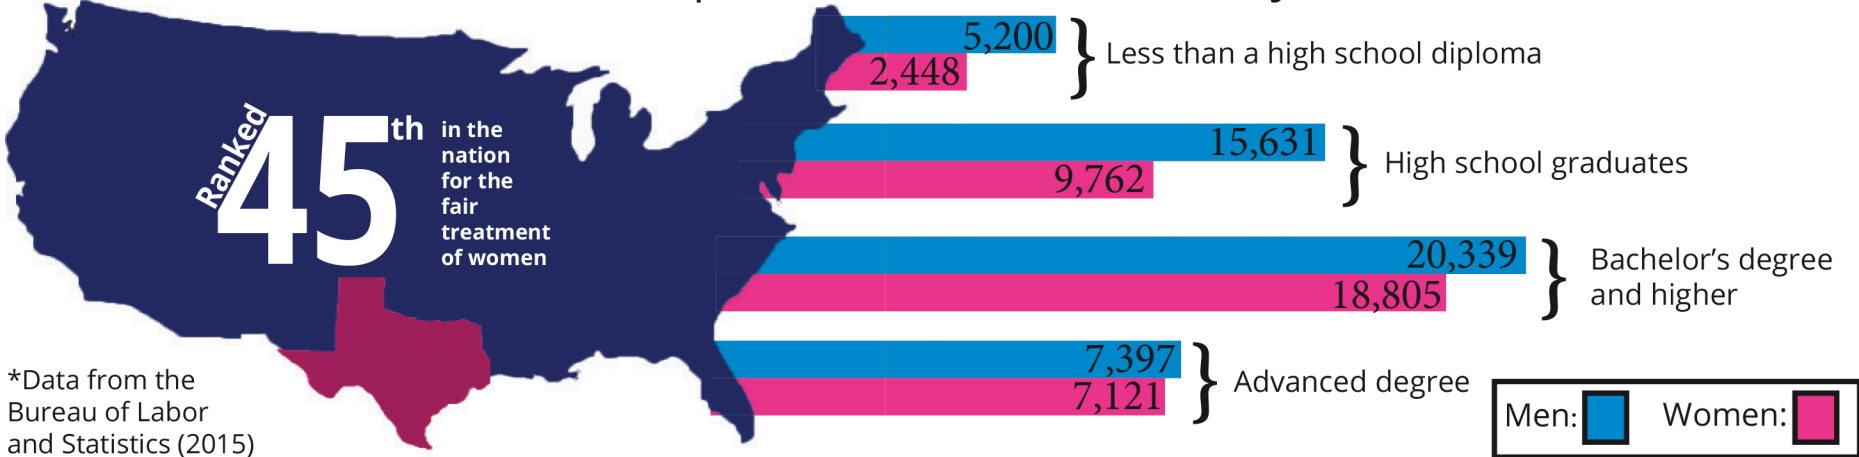 Ranked
45th
in the
nation
for the
fair
treatment
of women
5,200
2,448
Less than a high school diploma
15,631
9,762
High school graduates
20,339
18,805
Bachelor’s degree
and higher
7,397
7,121
Advanced degree
*Data from the
Bureau of Labor
and Statistics (2015)
Men:
Women: